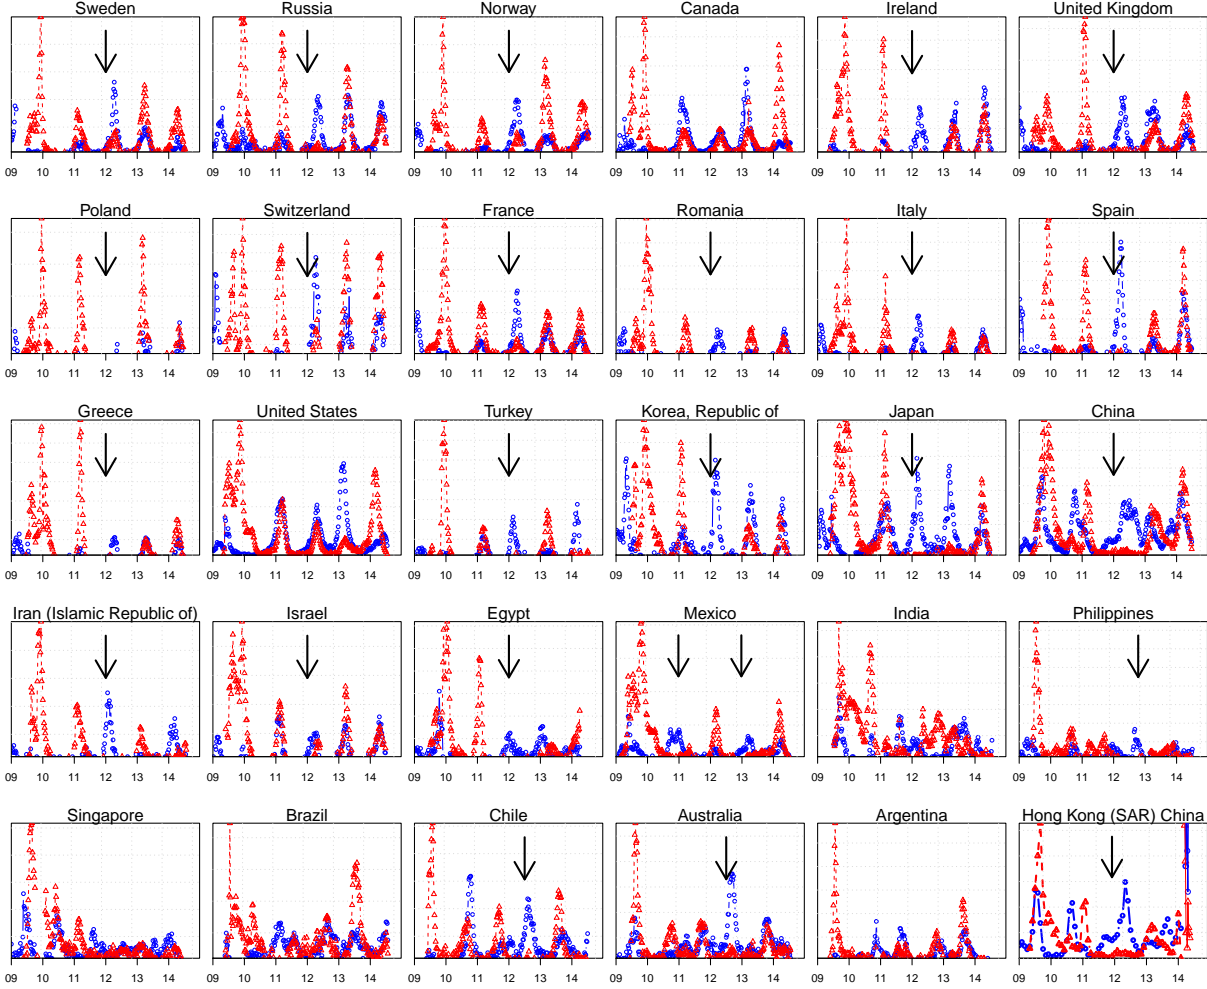 Sweden Russia Norway Canada Ireland United Kingdom
09 10 11 12 13 14 09 10 11 12 13 14 09 10 11 12 13 14 09 10 11 12 13 14 09 10 11 12 13 14 09 10 11 12 13 14
Poland Switzerland France Romania Italy Spain
09 10 11 12 13 14 09 10 11 12 13 14 09 10 11 12 13 14 09 10 11 12 13 14 09 10 11 12 13 14 09 10 11 12 13 14
Greece United States Turkey Korea, Republic of Japan China
09 10 11 12 13 14 09 10 11 12 13 14 09 10 11 12 13 14 09 10 11 12 13 14 09 10 11 12 13 14 09 10 11 12 13 14
Iran (Islamic Republic of) Israel Egypt Mexico India Philippines
09 10 11 12 13 14 09 10 11 12 13 14 09 10 11 12 13 14 09 10 11 12 13 14 09 10 11 12 13 14 09 10 11 12 13 14
Singapore Brazil Chile Australia Argentina Hong Kong (SAR) China
09 10 11 12 13 14 09 10 11 12 13 14 09 10 11 12 13 14 09 10 11 12 13 14 09 10 11 12 13 14 09 10 11 12 13 14